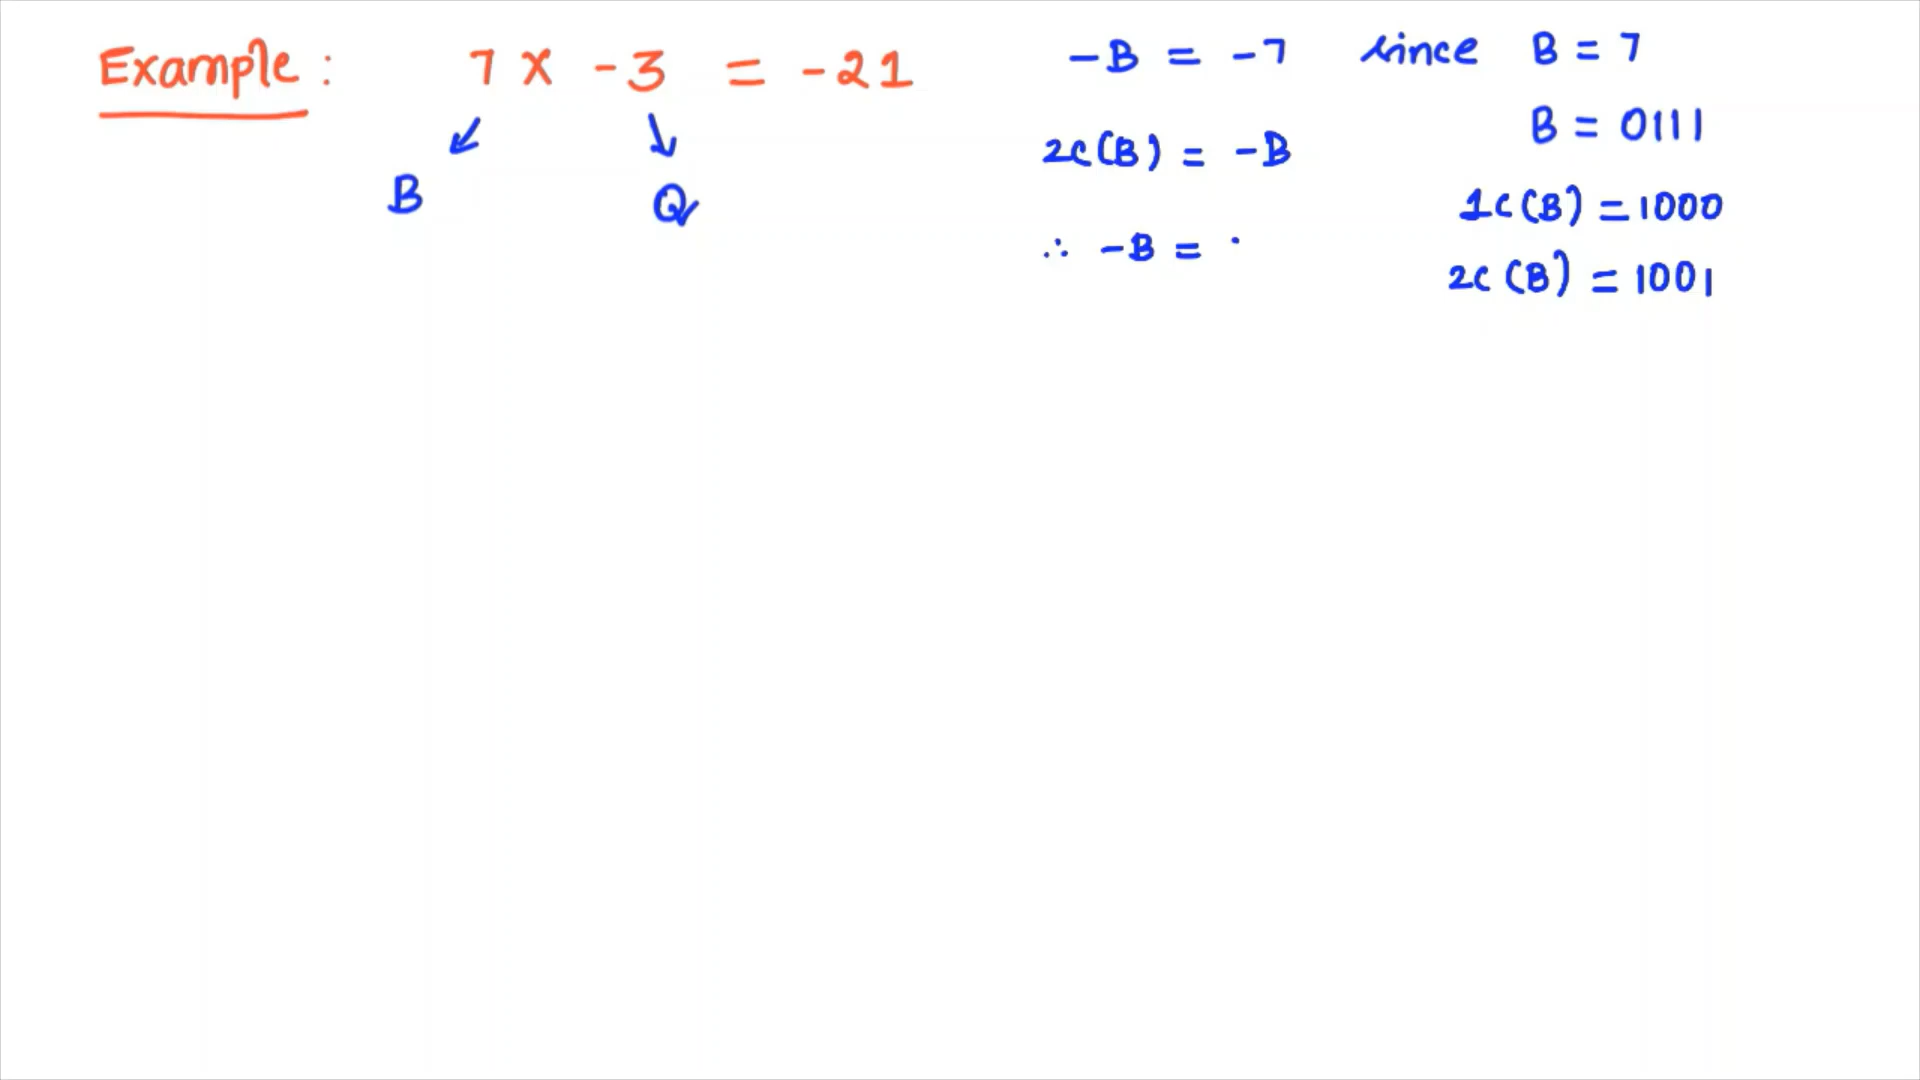 Example : 7 x -3 = -21
B Q
-B = -7 since B = 7
B = 0111
2c(B) = -B
1c(B) = 1000
∴ -B =
2c(B) = 1001